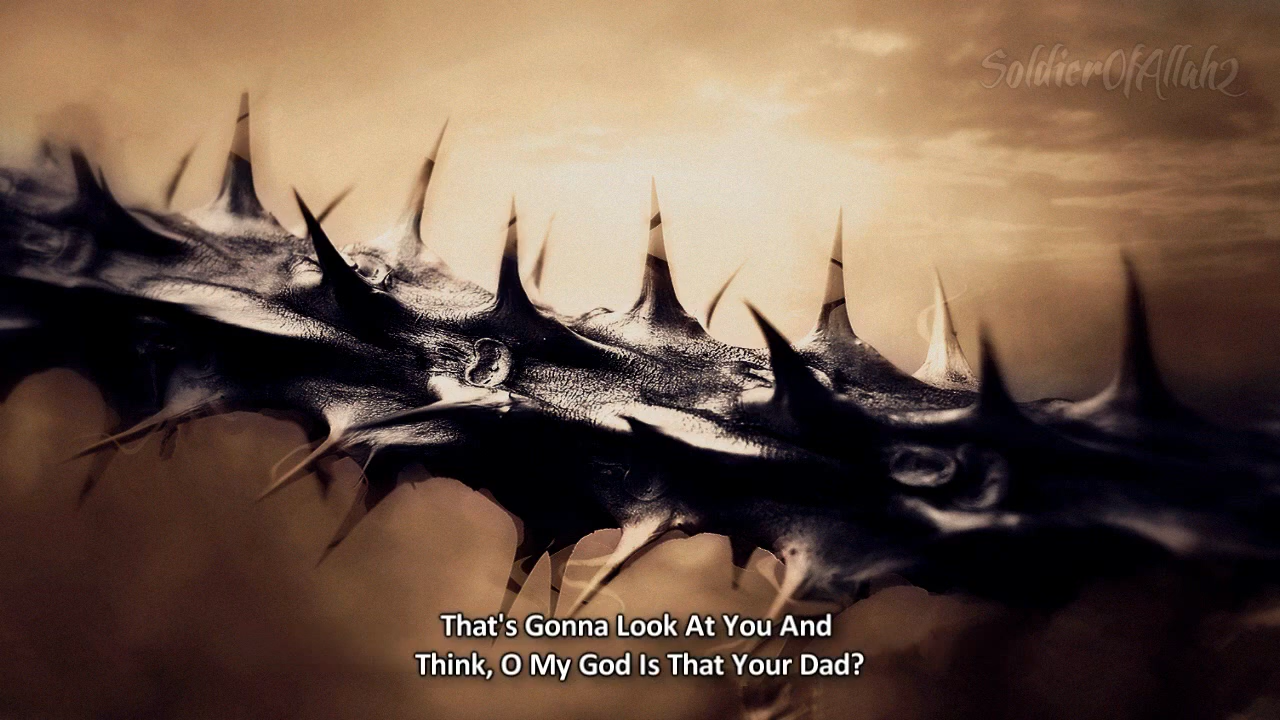 SoldierOfAllah2
That's Gonna Look At You And
Think, O My God Is That Your Dad?